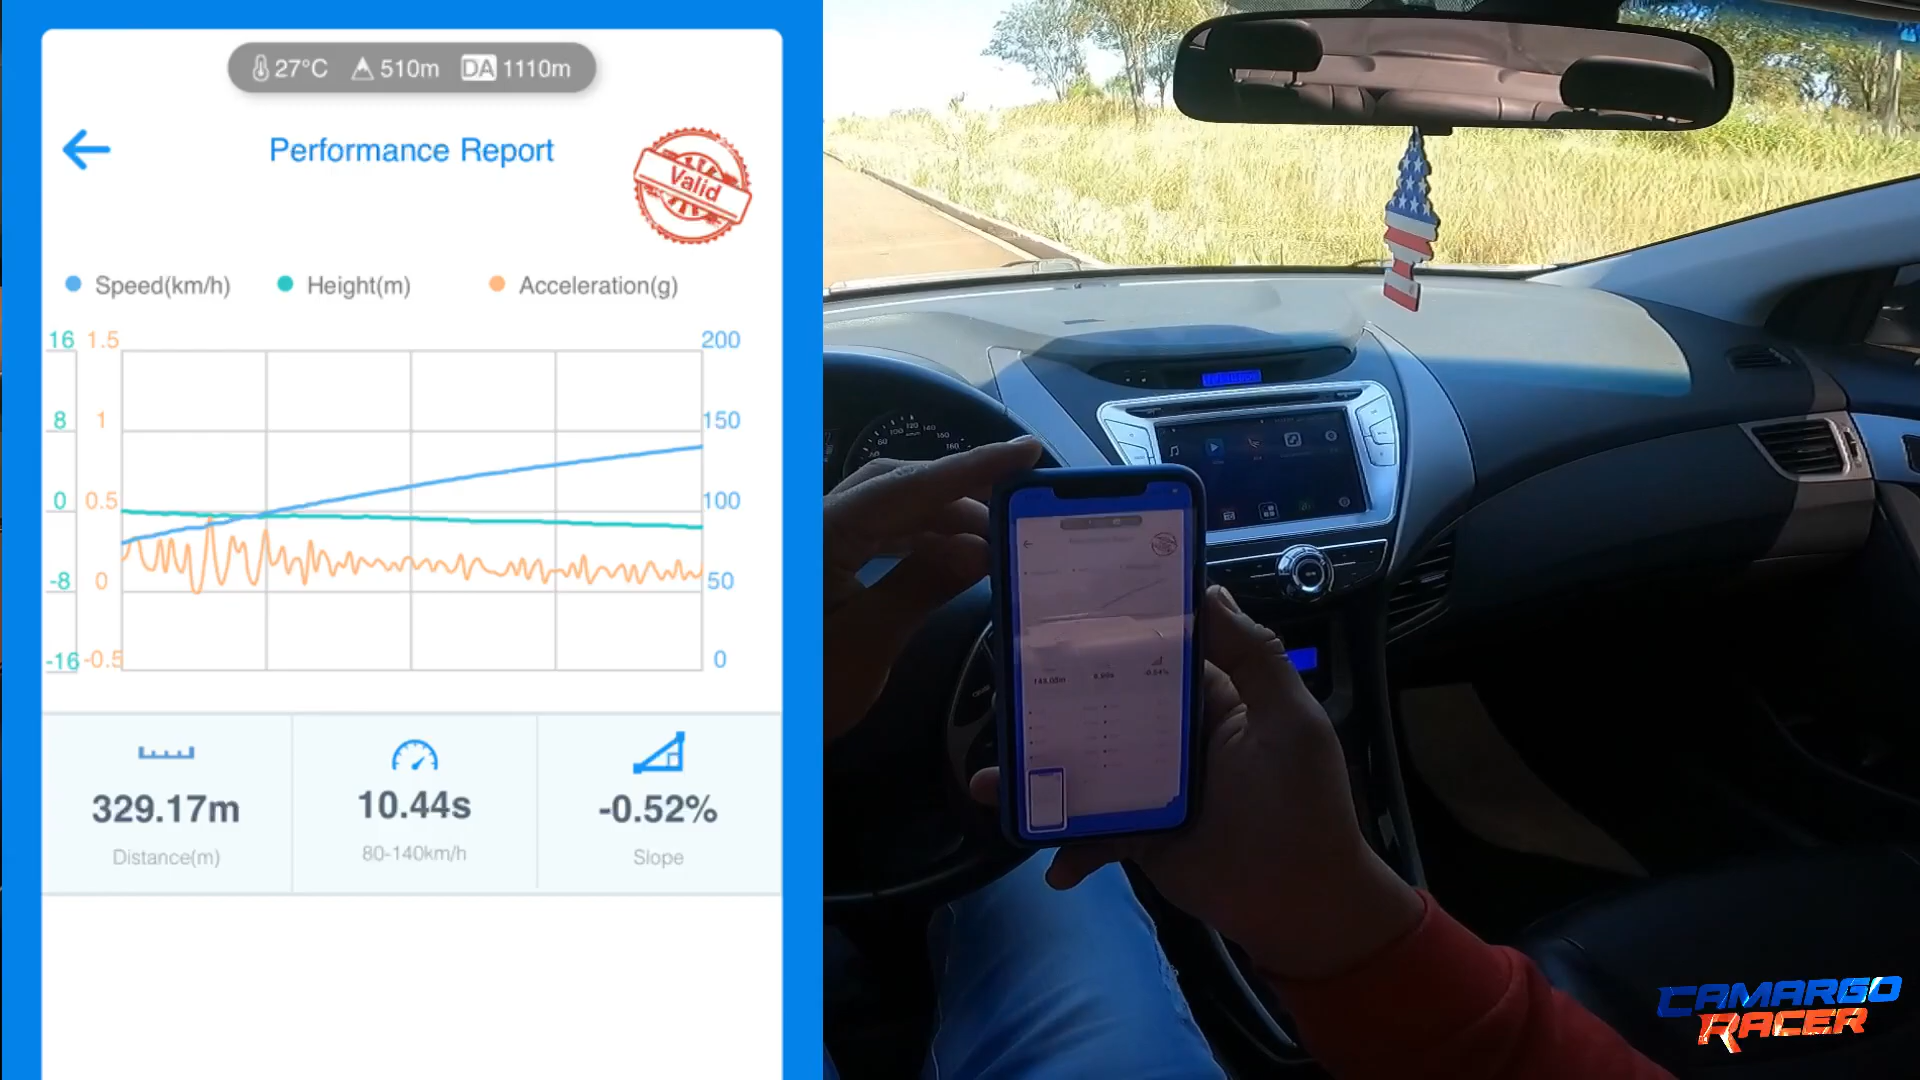 27°C 510m DA 1110m
Performance Report
Valid
Speed(km/h) Height(m) Acceleration(g)
16 1.5 200
8 1 150
0 0.5 100
-8 0 50
-16 -0.5 0
329.17m 10.44s -0.52%
Distance(m) 80-140km/h Slope
CAMARGO
RACER